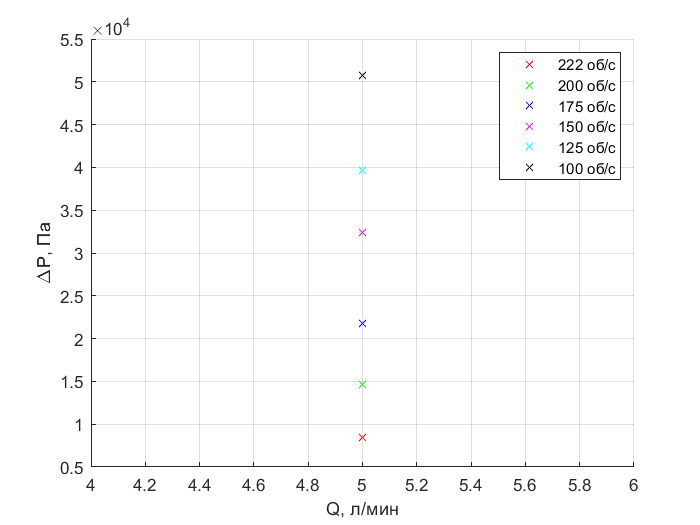 ×10⁴
5.5
5
4.5
4
3.5
3
2.5
2
1.5
1
0.5
ΔP, Па
4
4.2
4.4
4.6
4.8
5
5.2
5.4
5.6
5.8
6
Q, л/мин
222 об/с
200 об/с
175 об/с
150 об/с
125 об/с
100 об/с